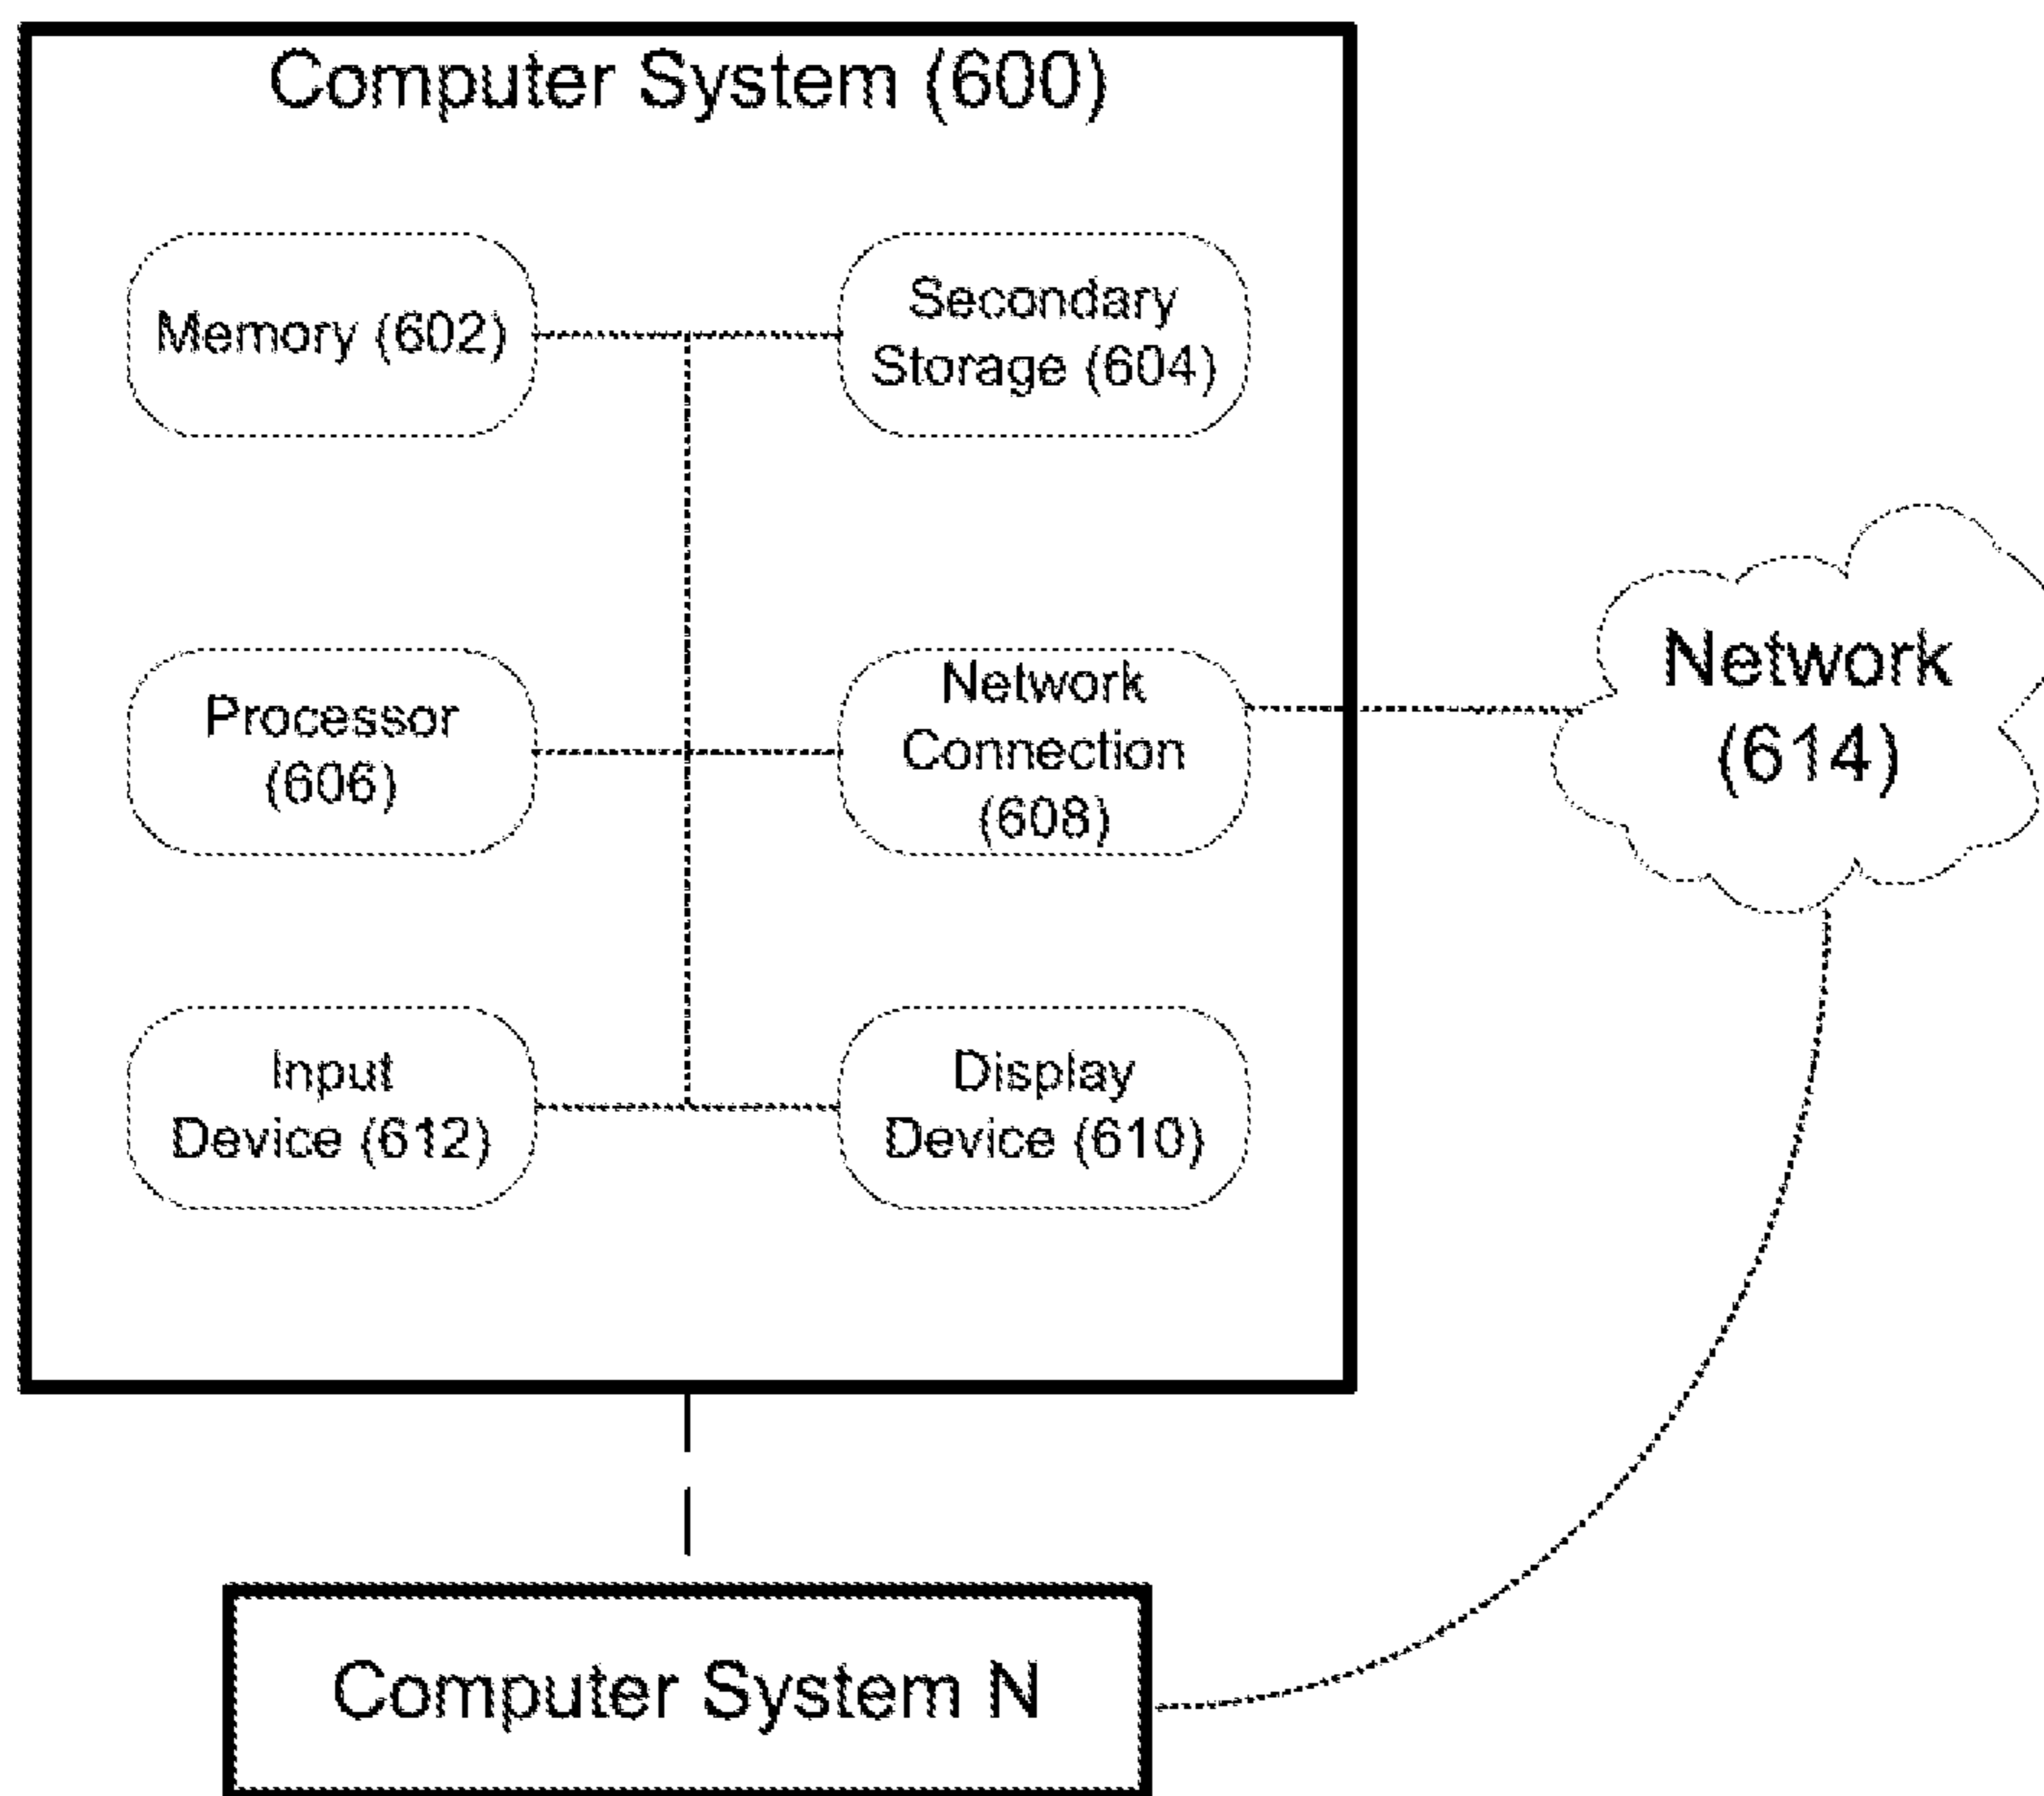 Computer System (600)
Memory (602)
Secondary
Storage (604)
Processor
(606)
Network
Connection
(608)
Network
(614)
Input
Device (612)
Display
Device (610)
Computer System N